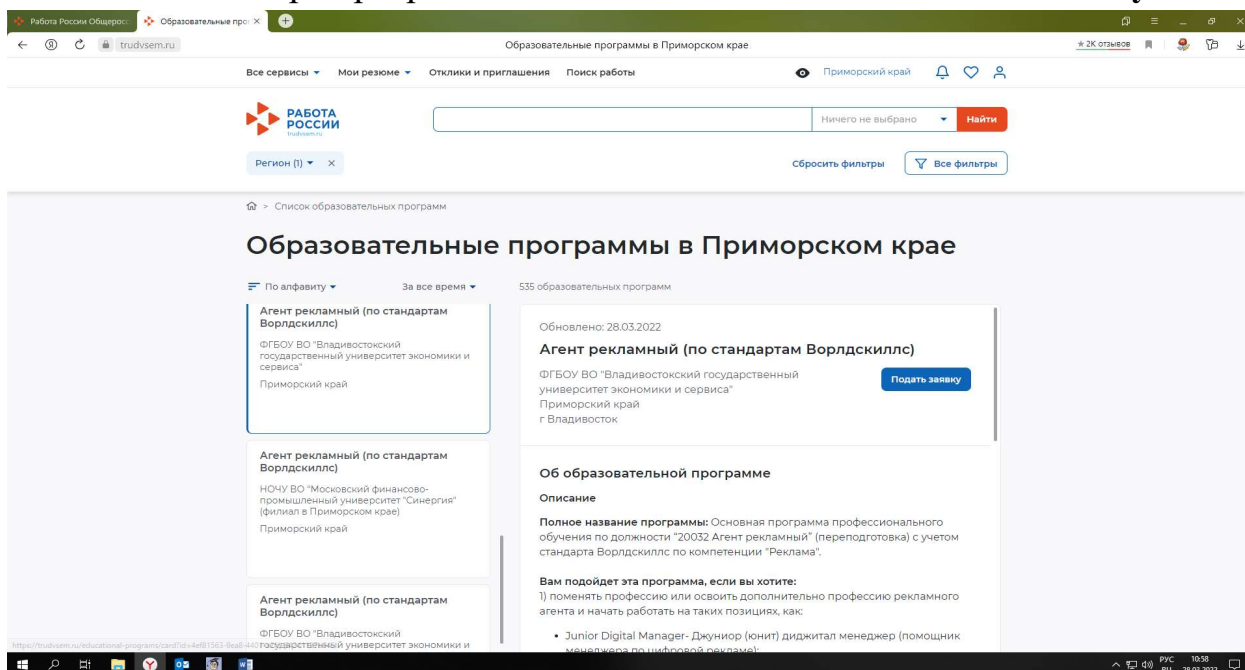 Работа России Общеросс
Образовательные прог
trudvsem.ru
Образовательные программы в Приморском крае
2К отзывов
Все сервисы
Мои резюме
Отклики и приглашения
Поиск работы
Приморский край
РАБОТА
РОССИИ
trudvsem.ru
Ничего не выбрано
Найти
Регион (1)
Сбросить фильтры
Все фильтры
> Список образовательных программ
Образовательные программы в Приморском крае
По алфавиту
За все время
535 образовательных программ
Агент рекламный (по стандартам
Ворлдскиллс)
ФГБОУ ВО "Владивостокский
государственный университет экономики и
сервиса"
Приморский край
Агент рекламный (по стандартам
Ворлдскиллс)
НОЧУ ВО "Московский финансово-
промышленный университет "Синергия"
(филиал в Приморском крае)
Приморский край
Агент рекламный (по стандартам
Ворлдскиллс)
ФГБОУ ВО "Владивостокский
государственный университет экономики и
Обновлено: 28.03.2022
Агент рекламный (по стандартам Ворлдскиллс)
ФГБОУ ВО "Владивостокский государственный
университет экономики и сервиса"
Приморский край
г Владивосток
Подать заявку
Об образовательной программе
Описание
Полное название программы: Основная программа профессионального
обучения по должности "20032 Агент рекламный" (переподготовка) с учетом
стандарта Ворлдскиллс по компетенции "Реклама".
Вам подойдет эта программа, если вы хотите:
1) поменять профессию или освоить дополнительно профессию рекламного
агента и начать работать на таких позициях, как:
• Junior Digital Manager- Джуниор (юнит) диджитал менеджер (помощник
менеджера по цифровой рекламе);
РУС
10:58